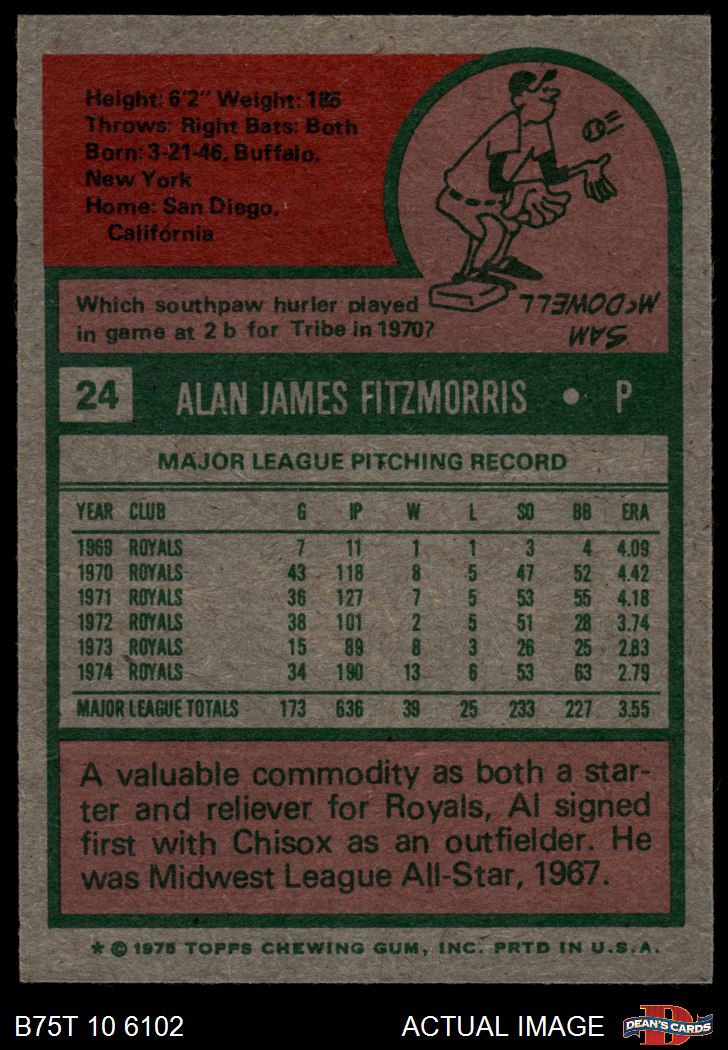 Height: 6'2" Weight: 185
Throws: Right Bats: Both
Born: 3-21-46, Buffalo,
New York
Home: San Diego,
California
Which southpaw hurler played
in game at 2 b for Tribe in 1970?
SAM
McDOWELL
24 ALAN JAMES FITZMORRIS • P
MAJOR LEAGUE PITCHING RECORD
YEAR CLUB G IP W L SO BB ERA
1969 ROYALS 7 11 1 1 3 4 4.09
1970 ROYALS 43 118 8 5 47 52 4.42
1971 ROYALS 36 127 7 5 53 55 4.18
1972 ROYALS 38 101 2 5 51 28 3.74
1973 ROYALS 15 89 8 3 26 25 2.83
1974 ROYALS 34 190 13 6 53 63 2.79
MAJOR LEAGUE TOTALS 173 636 39 25 233 227 3.55
A valuable commodity as both a star-
ter and reliever for Royals, Al signed
first with Chisox as an outfielder. He
was Midwest League All-Star, 1967.
* © 1975 TOPPS CHEWING GUM, INC. PRTD IN U.S.A.
B75T 10 6102 ACTUAL IMAGE
D
DEAN'S CARDS